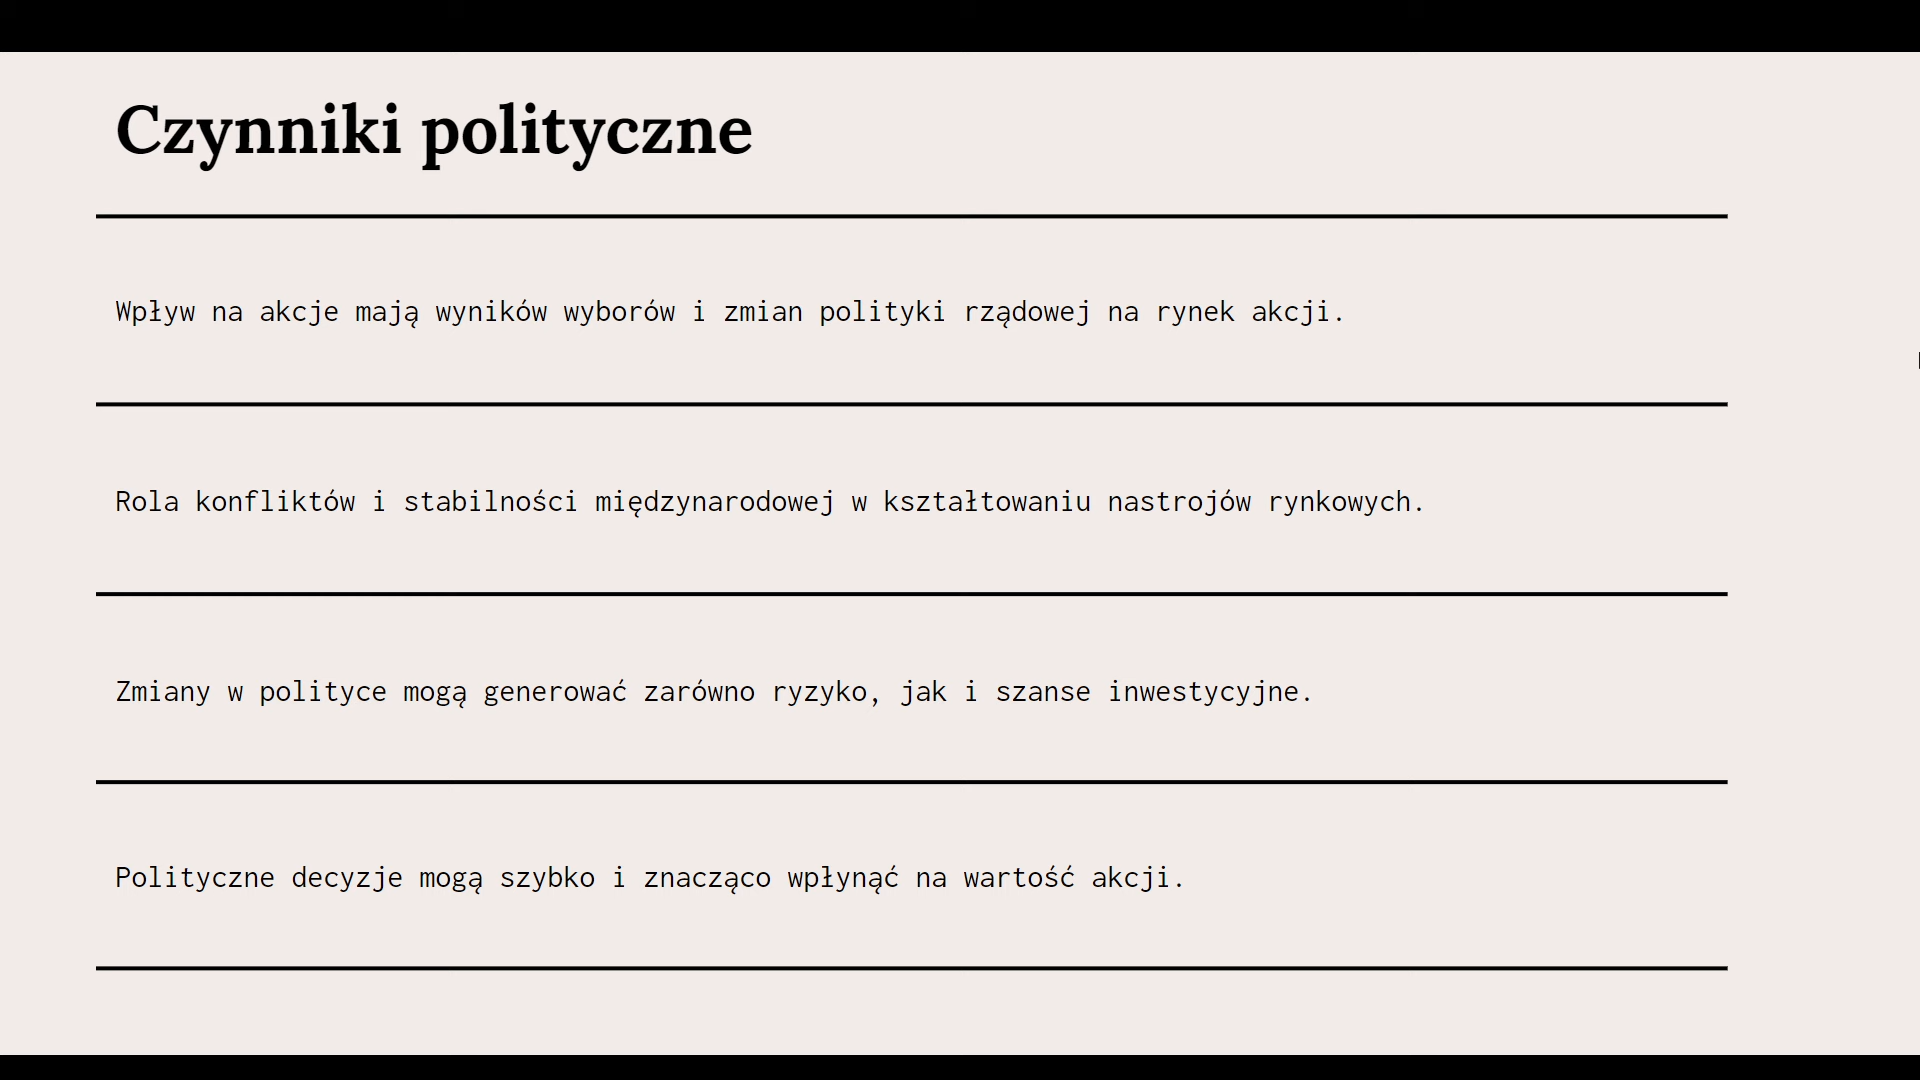 Czynniki polityczne
Wpływ na akcje mają wyników wyborów i zmian polityki rządowej na rynek akcji.
Rola konfliktów i stabilności międzynarodowej w kształtowaniu nastrojów rynkowych.
Zmiany w polityce mogą generować zarówno ryzyko, jak i szanse inwestycyjne.
Polityczne decyzje mogą szybko i znacząco wpłynąć na wartość akcji.